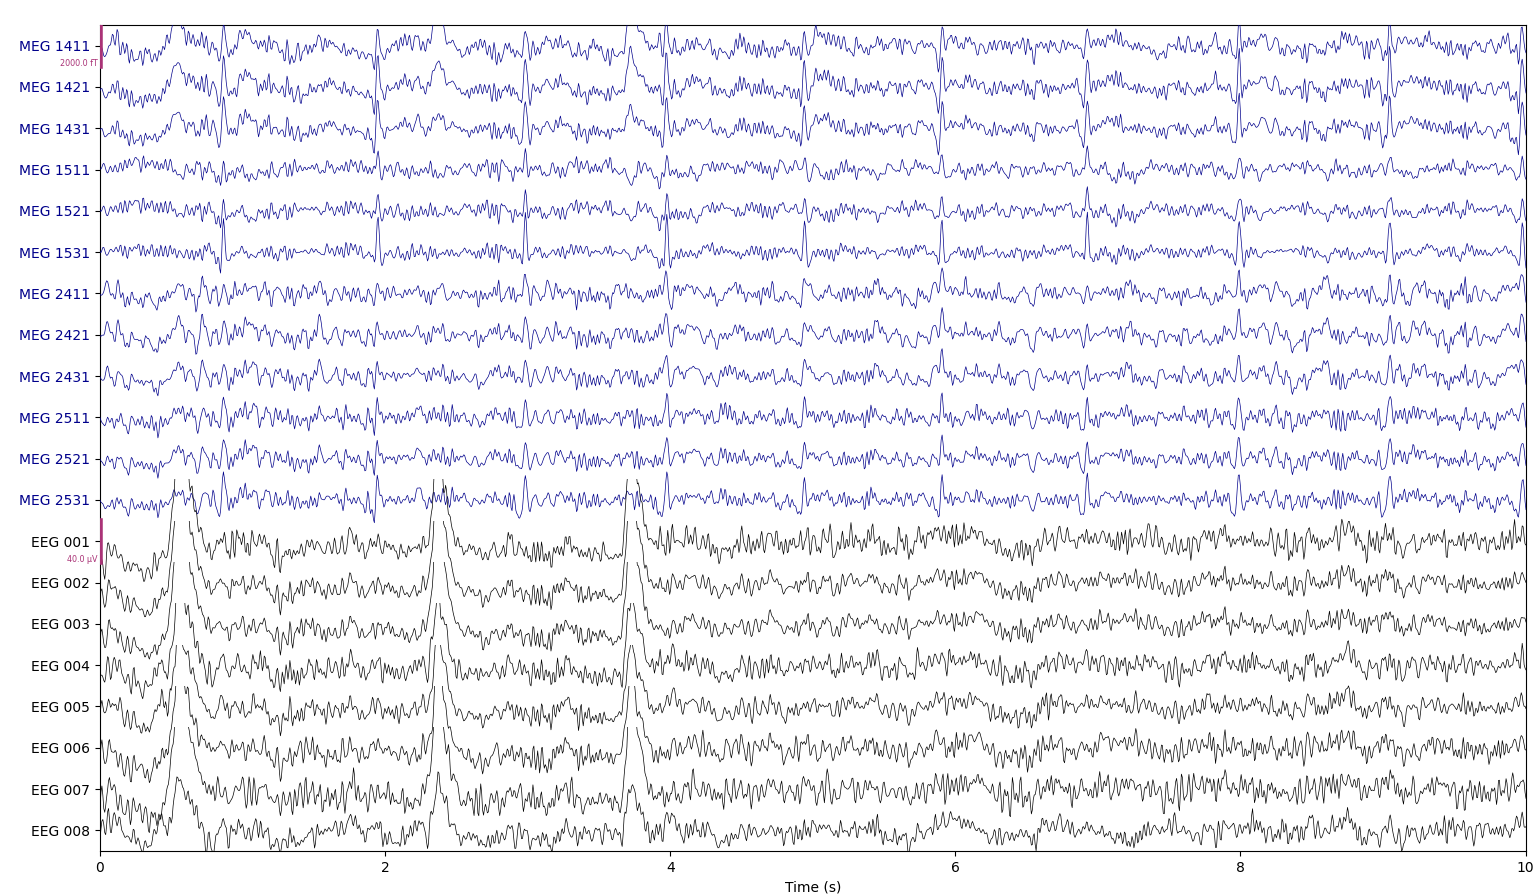 MEG 1411
2000.0 fT
MEG 1421
MEG 1431
MEG 1511
MEG 1521
MEG 1531
MEG 2411
MEG 2421
MEG 2431
MEG 2511
MEG 2521
MEG 2531
EEG 001
40.0 µV
EEG 002
EEG 003
EEG 004
EEG 005
EEG 006
EEG 007
EEG 008
0 2 4 6 8 10
Time (s)